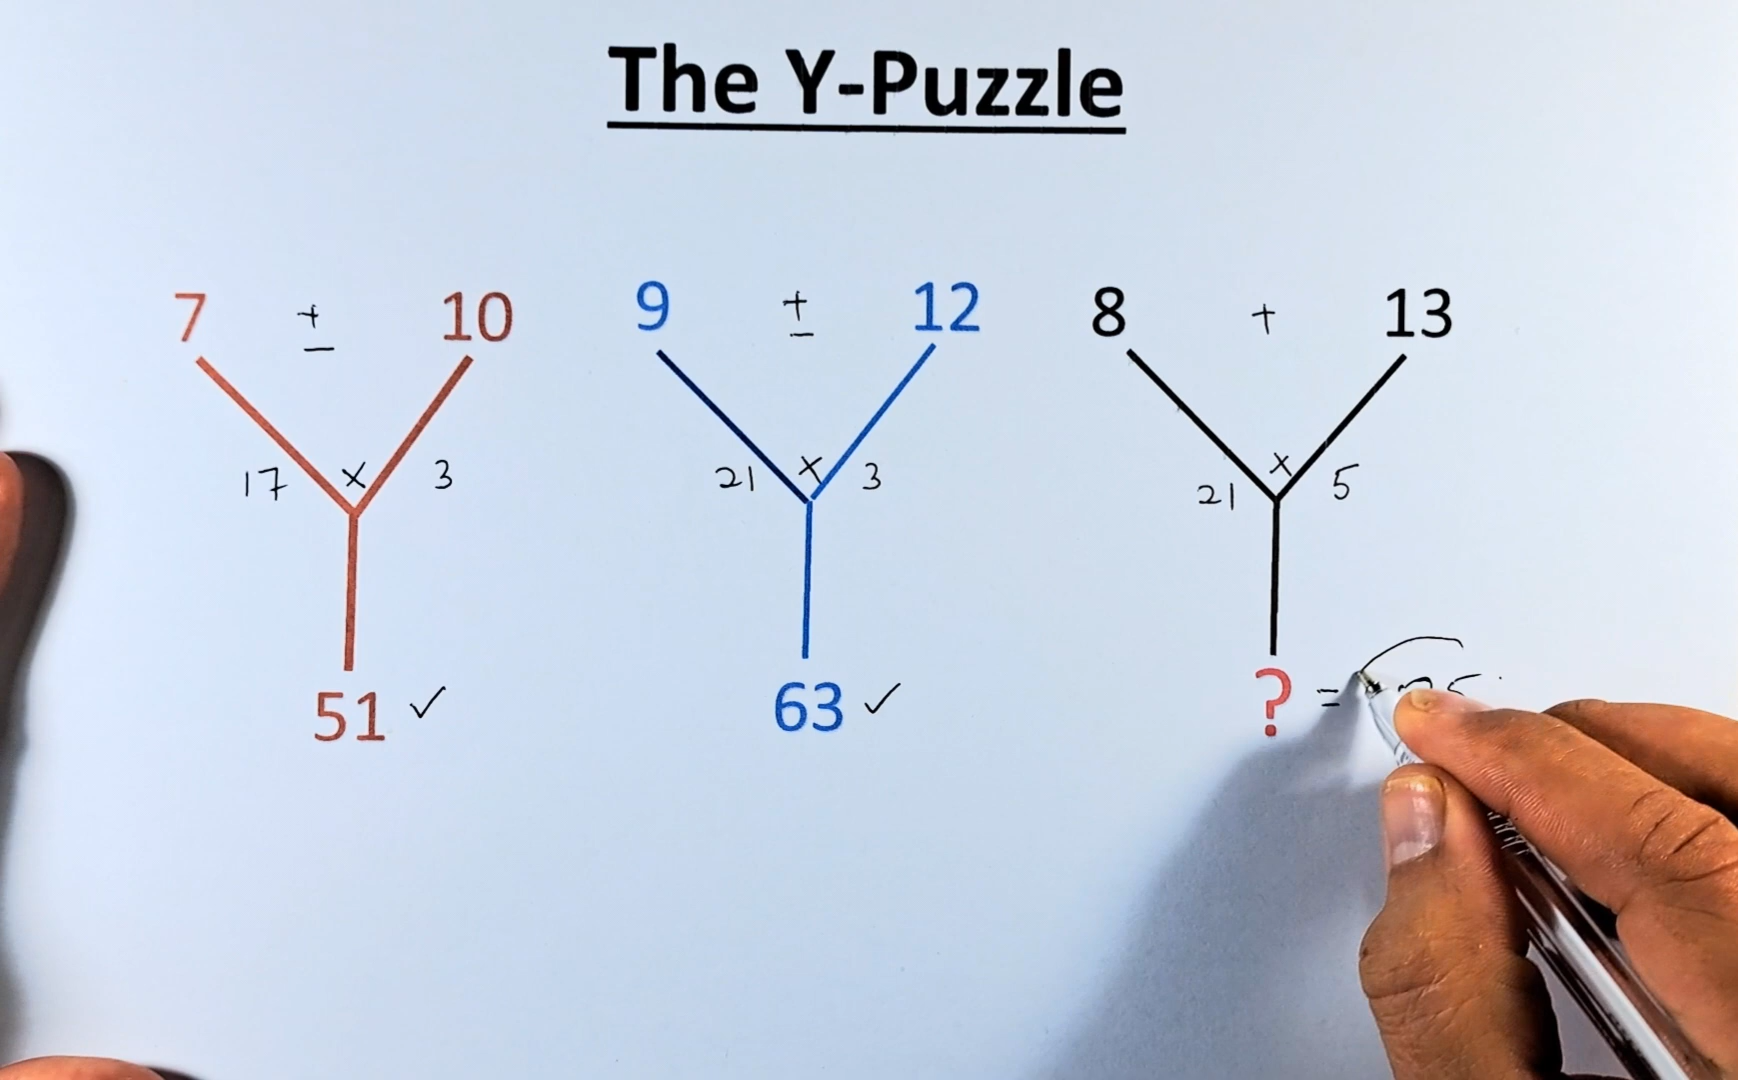 The Y-Puzzle
7 ± 10
9 ± 12
8 + 13
17 × 3
21 × 3
21 × 5
51 ✓
63 ✓
? =